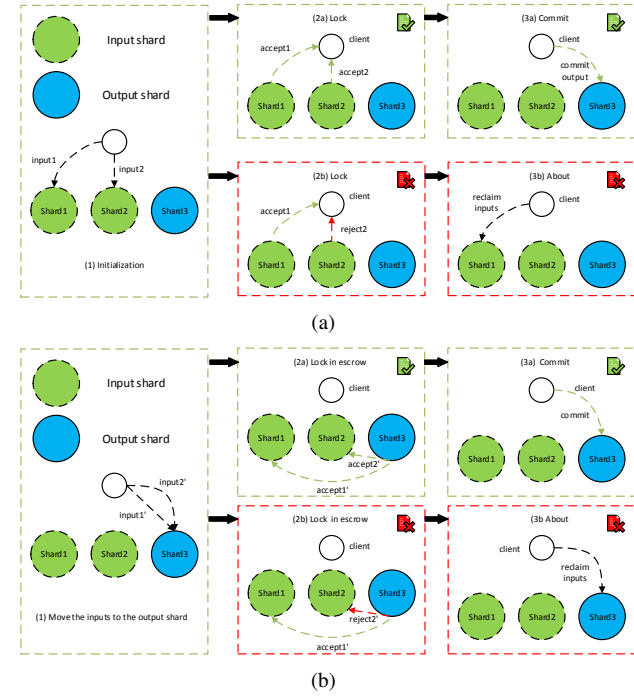 Input shard
Output shard
input1
input2
Shard1
Shard2
Shard3
(1) Initialization
(2a) Lock
client
accept1
accept2
Shard1
Shard2
Shard3
(3a) Commit
client
commit
output
Shard1
Shard2
Shard3
(2b) Lock
client
accept1
reject2
Shard1
Shard2
Shard3
(3b) About
reclaim
inputs
client
Shard1
Shard2
Shard3
(a)
Input shard
Output shard
input2'
input1'
Shard1
Shard2
Shard3
(1) Move the inputs to the output shard
(2a) Lock in escrow
client
Shard1
Shard2
Shard3
accept2'
accept1'
(3a) Commit
client
commit
Shard1
Shard2
Shard3
(2b) Lock in escrow
client
Shard1
Shard2
Shard3
reject2'
accept1'
(3b About
client
reclaim
inputs
Shard1
Shard2
Shard3
(b)